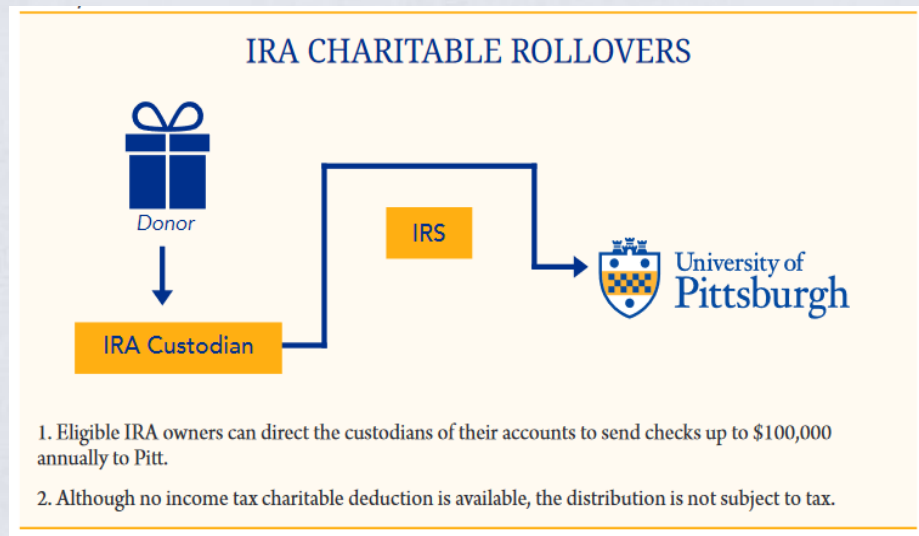 IRA CHARITABLE ROLLOVERS
Donor
IRS
University of
Pittsburgh
IRA Custodian
1. Eligible IRA owners can direct the custodians of their accounts to send checks up to $100,000
annually to Pitt.
2. Although no income tax charitable deduction is available, the distribution is not subject to tax.